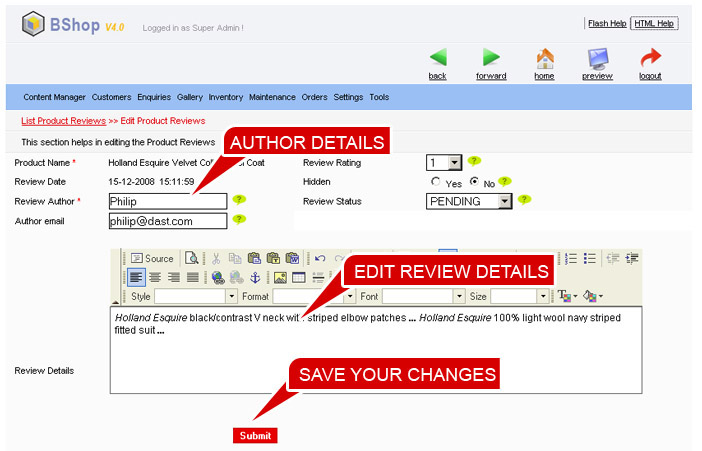 BShop V4.0 Logged in as Super Admin ! Flash Help HTML Help
back forward home preview logout
Content Manager Customers Enquiries Gallery Inventory Maintenance Orders Settings Tools
List Product Reviews >> Edit Product Reviews
This section helps in editing the Product Reviews
AUTHOR DETAILS
Product Name * Holland Esquire Velvet Col Coat Review Rating 1 ?
Review Date 15-12-2008 15:11:59 Hidden Yes No ?
Review Author * Philip ? Review Status PENDING ?
Author email philip@dast.com ?
Source
EDIT REVIEW DETAILS
Style Format Font Size
Holland Esquire black/contrast V neck wit striped elbow patches ... Holland Esquire 100% light wool navy striped
fitted suit ...
Review Details
SAVE YOUR CHANGES
Submit